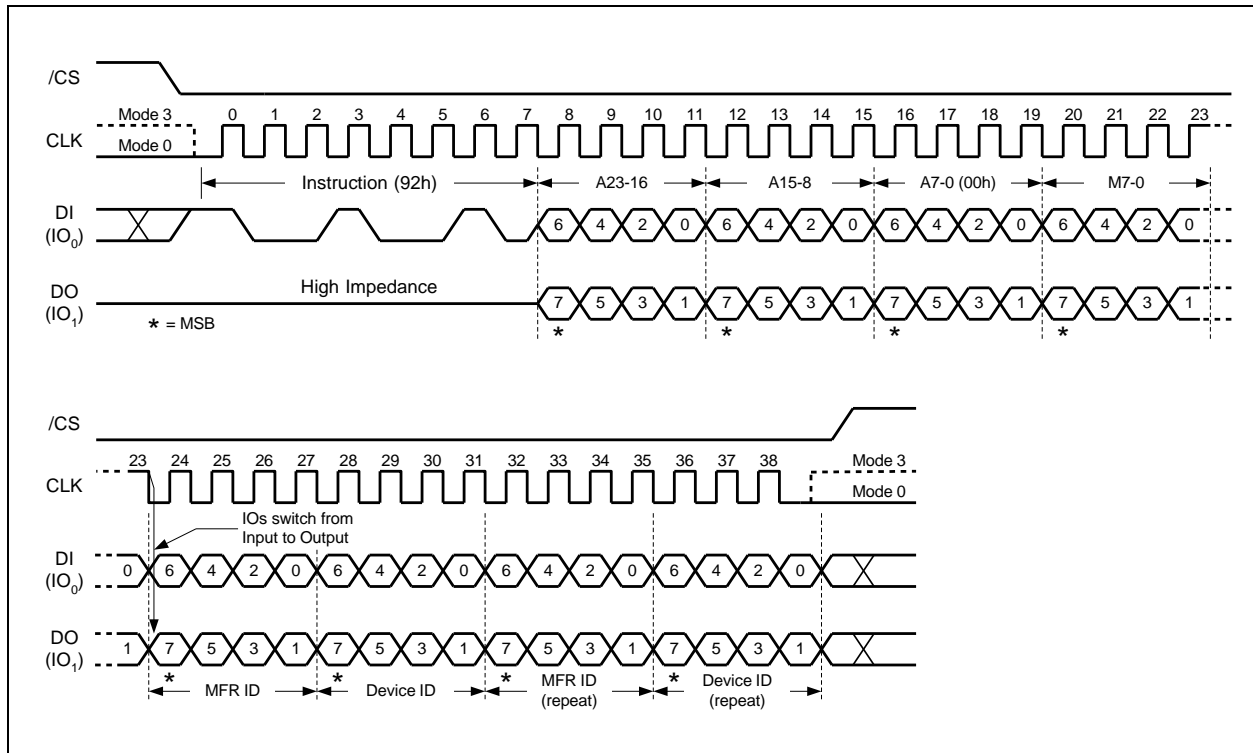 /CS
Mode 3 0 1 2 3 4 5 6 7 8 9 10 11 12 13 14 15 16 17 18 19 20 21 22 23
CLK
Mode 0
Instruction (92h) A23-16 A15-8 A7-0 (00h) M7-0
DI
(IO0) 6 4 2 0 6 4 2 0 6 4 2 0 6 4 2 0
High Impedance
DO
(IO1) 7 5 3 1 7 5 3 1 7 5 3 1 7 5 3 1
* = MSB * * * *
/CS
23 24 25 26 27 28 29 30 31 32 33 34 35 36 37 38 Mode 3
CLK
Mode 0
IOs switch from
Input to Output
DI
(IO0) 0 6 4 2 0 6 4 2 0 6 4 2 0 6 4 2 0
DO
(IO1) 1 7 5 3 1 7 5 3 1 7 5 3 1 7 5 3 1
* * * *
MFR ID Device ID MFR ID
(repeat) Device ID
(repeat)